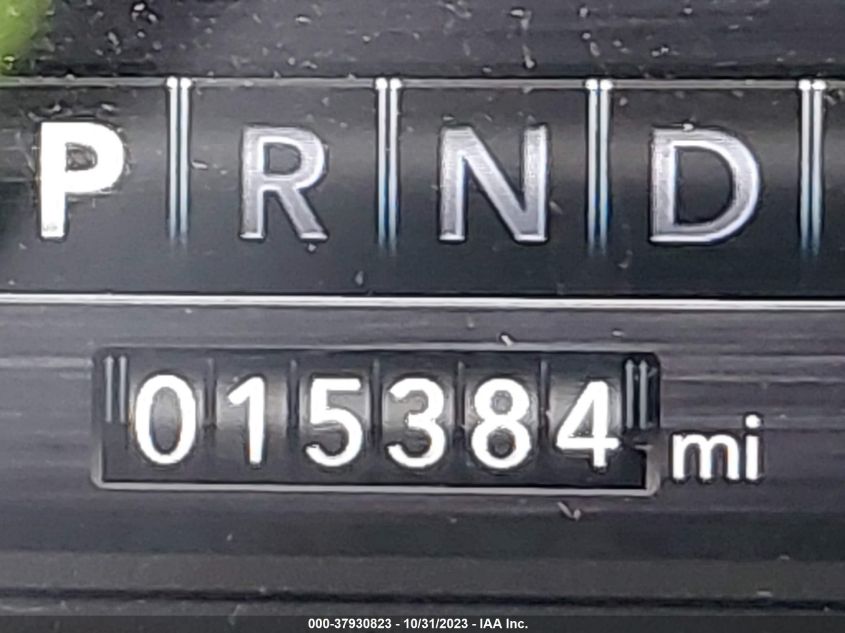 P R N D
015384 mi
000-37930823 - 10/31/2023 - IAA Inc.